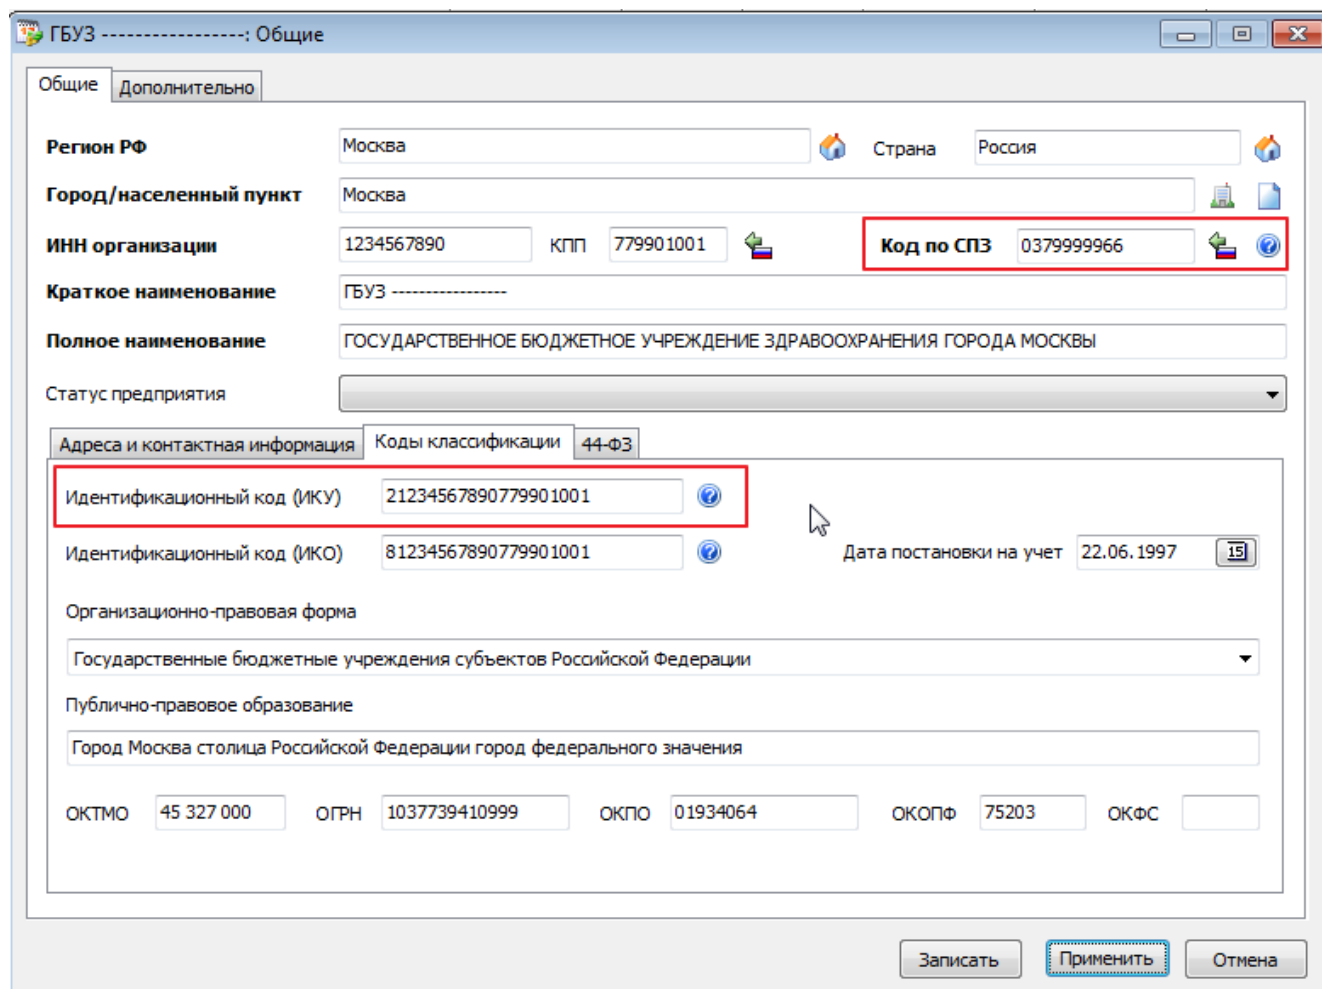 ГБУЗ -----------------: Общие
Общие Дополнительно
Регион РФ Москва Страна Россия
Город/населенный пункт Москва
ИНН организации 1234567890 КПП 779901001 Код по СПЗ 0379999966
Краткое наименование ГБУЗ -----------------
Полное наименование ГОСУДАРСТВЕННОЕ БЮДЖЕТНОЕ УЧРЕЖДЕНИЕ ЗДРАВООХРАНЕНИЯ ГОРОДА МОСКВЫ
Статус предприятия
Адреса и контактная информация Коды классификации 44-ФЗ
Идентификационный код (ИКУ) 21234567890779901001
Идентификационный код (ИКО) 81234567890779901001 Дата постановки на учет 22.06.1997 15
Организационно-правовая форма
Государственные бюджетные учреждения субъектов Российской Федерации
Публично-правовое образование
Город Москва столица Российской Федерации город федерального значения
ОКТМО 45 327 000 ОГРН 1037739410999 ОКПО 01934064 ОКОПФ 75203 ОКФС
Записать Применить Отмена